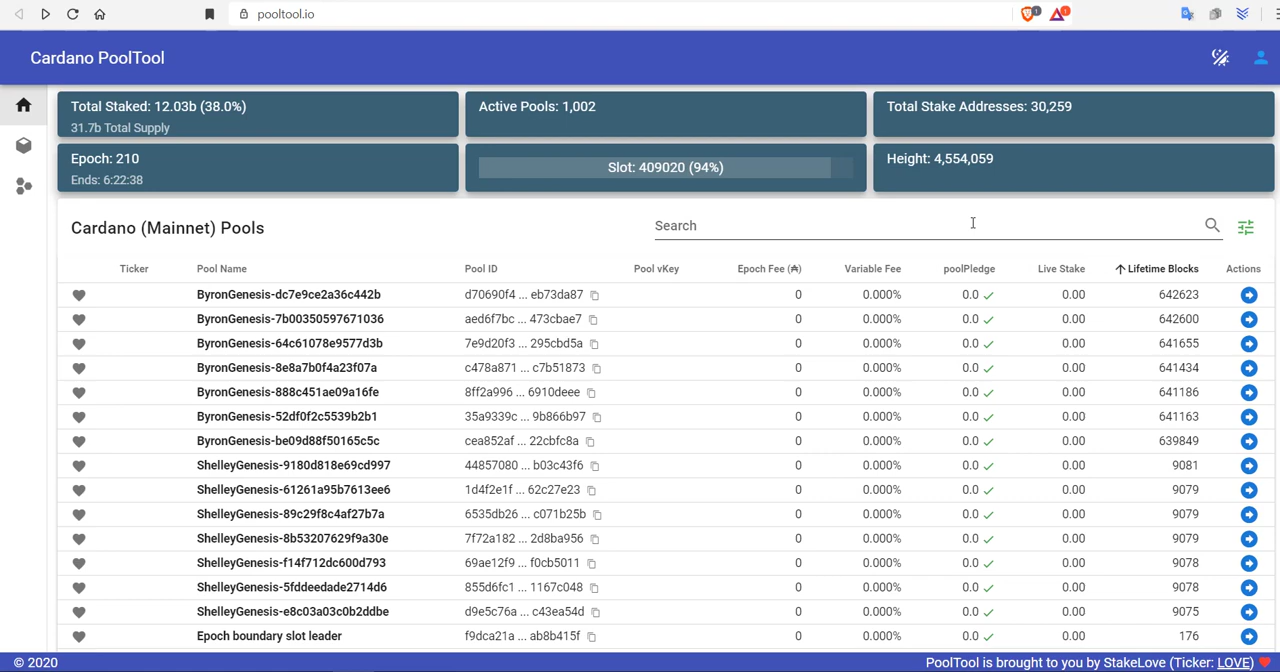 pooltool.io
1
1
Cardano PoolTool
Total Staked: 12.03b (38.0%)
31.7b Total Supply
Active Pools: 1,002
Total Stake Addresses: 30,259
Epoch: 210
Ends: 6:22:38
Slot: 409020 (94%)
Height: 4,554,059
Cardano (Mainnet) Pools
Search
Ticker Pool Name Pool ID Pool vKey Epoch Fee (₳) Variable Fee poolPledge Live Stake Lifetime Blocks Actions
ByronGenesis-dc7e9ce2a36c442b d70690f4 ... eb73da87 0 0.000% 0.0 0.00 642623
ByronGenesis-7b00350597671036 aed6f7bc ... 473cbae7 0 0.000% 0.0 0.00 642600
ByronGenesis-64c61078e9577d3b 7e9d20f3 ... 295cbd5a 0 0.000% 0.0 0.00 641655
ByronGenesis-8e8a7b0f4a23f07a c478a871 ... c7b51873 0 0.000% 0.0 0.00 641434
ByronGenesis-888c451ae09a16fe 8ff2a996 ... 6910deee 0 0.000% 0.0 0.00 641186
ByronGenesis-52df0f2c5539b2b1 35a9339c ... 9b866b97 0 0.000% 0.0 0.00 641163
ByronGenesis-be09d88f50165c5c cea852af ... 22cbfc8a 0 0.000% 0.0 0.00 639849
ShelleyGenesis-9180d818e69cd997 44857080 ... b03c43f6 0 0.000% 0.0 0.00 9081
ShelleyGenesis-61261a95b7613ee6 1d4f2e1f ... 62c27e23 0 0.000% 0.0 0.00 9079
ShelleyGenesis-89c29f8c4af27b7a 6535db26 ... c071b25b 0 0.000% 0.0 0.00 9079
ShelleyGenesis-8b53207629f9a30e 7f72a182 ... 2d8ba956 0 0.000% 0.0 0.00 9079
ShelleyGenesis-f14f712dc600d793 69ae12f9 ... f0cb5011 0 0.000% 0.0 0.00 9078
ShelleyGenesis-5fddeedade2714d6 855d6fc1 ... 1167c048 0 0.000% 0.0 0.00 9078
ShelleyGenesis-e8c03a03c0b2ddbe d9e5c76a ... c43ea54d 0 0.000% 0.0 0.00 9075
Epoch boundary slot leader f9dca21a ... ab8b415f 0 0.000% 0.0 0.00 176
© 2020
PoolTool is brought to you by StakeLove (Ticker: LOVE)